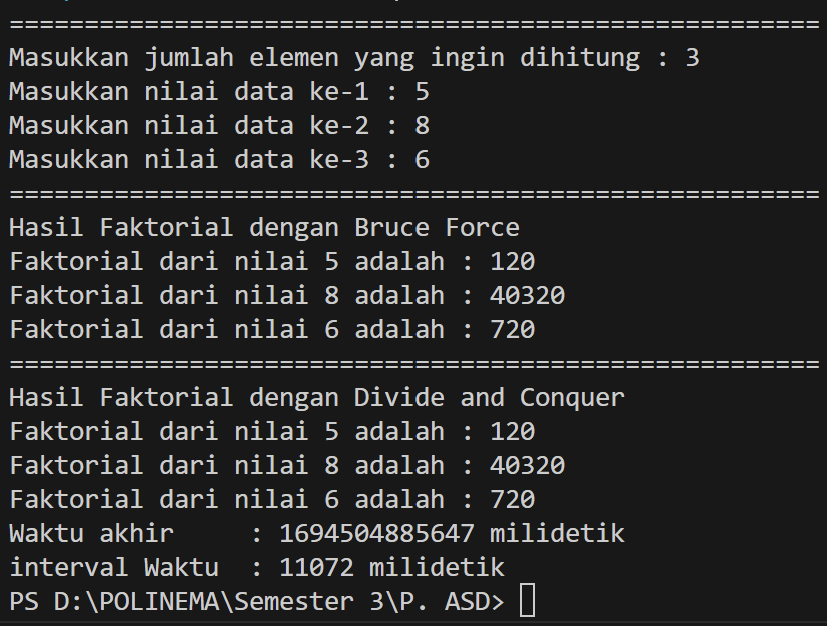 ======================================================
Masukkan jumlah elemen yang ingin dihitung : 3
Masukkan nilai data ke-1 : 5
Masukkan nilai data ke-2 : 8
Masukkan nilai data ke-3 : 6
======================================================
Hasil Faktorial dengan Bruce Force
Faktorial dari nilai 5 adalah : 120
Faktorial dari nilai 8 adalah : 40320
Faktorial dari nilai 6 adalah : 720
======================================================
Hasil Faktorial dengan Divide and Conquer
Faktorial dari nilai 5 adalah : 120
Faktorial dari nilai 8 adalah : 40320
Faktorial dari nilai 6 adalah : 720
Waktu akhir     : 1694504885647 milidetik
interval Waktu  : 11072 milidetik
PS D:\POLINEMA\Semester 3\P. ASD>